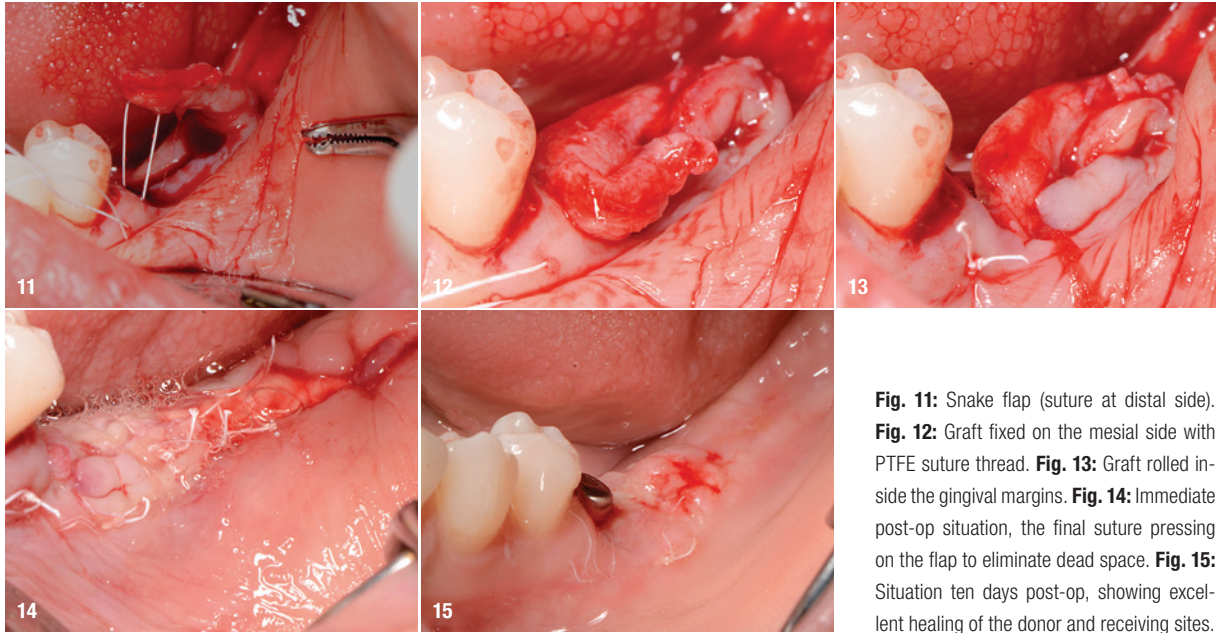 11
12
13
14
15
Fig. 11: Snake flap (suture at distal side).
Fig. 12: Graft fixed on the mesial side with
PTFE suture thread. Fig. 13: Graft rolled in-
side the gingival margins. Fig. 14: Immediate
post-op situation, the final suture pressing
on the flap to eliminate dead space. Fig. 15:
Situation ten days post-op, showing excel-
lent healing of the donor and receiving sites.